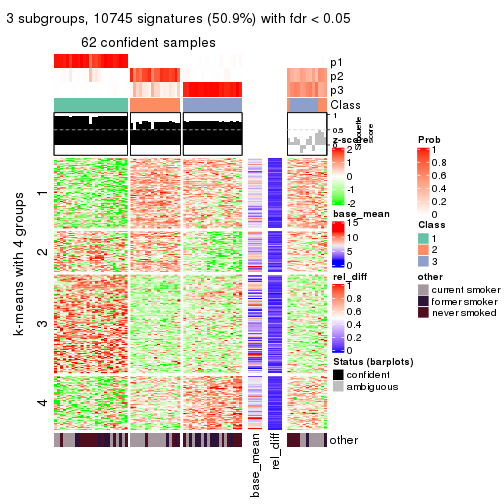 3 subgroups, 10745 signatures (50.9%) with fdr < 0.05
62 confident samples
p1
p2
p3
Class
1
0.5
0
Silhouette
score
k-means with 4 groups
1
2
3
4
z-score
2
1
0
-1
-2
base_mean
15
10
5
0
rel_diff
1
0.8
0.6
0.4
0.2
0
Status (barplots)
confident
ambiguous
Prob
1
0.8
0.6
0.4
0.2
0
Class
1
2
3
other
current smoker
former smoker
never smoked
other
base_mean
rel_diff